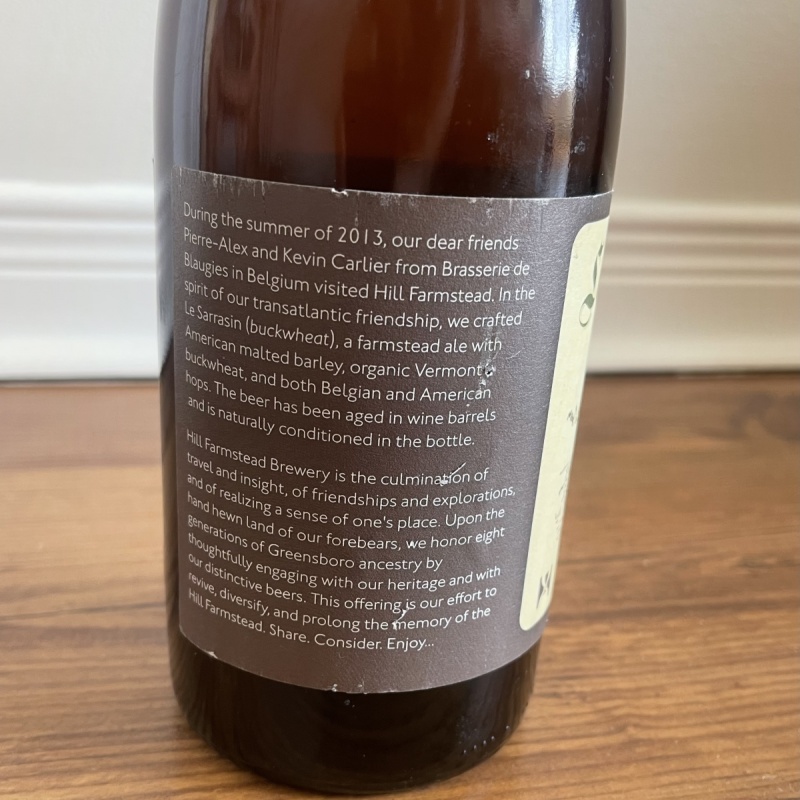 During the summer of 2013, our dear friends
Pierre-Alex and Kevin Carlier from Brasserie de
Blaugies in Belgium visited Hill Farmstead. In the
spirit of our transatlantic friendship, we crafted
Le Sarrasin (buckwheat), a farmstead ale with
American malted barley, organic Vermont
buckwheat, and both Belgian and American
hops. The beer has been aged in wine barrels
and is naturally conditioned in the bottle.
Hill Farmstead Brewery is the culmination of
travel and insight, of friendships and explorations,
and of realizing a sense of one's place. Upon the
hand hewn land of our forebears, we honor eight
generations of Greensboro ancestry by
thoughtfully engaging with our heritage and with
our distinctive beers. This offering is our effort to
revive, diversify, and prolong the memory of the
Hill Farmstead. Share. Consider. Enjoy...